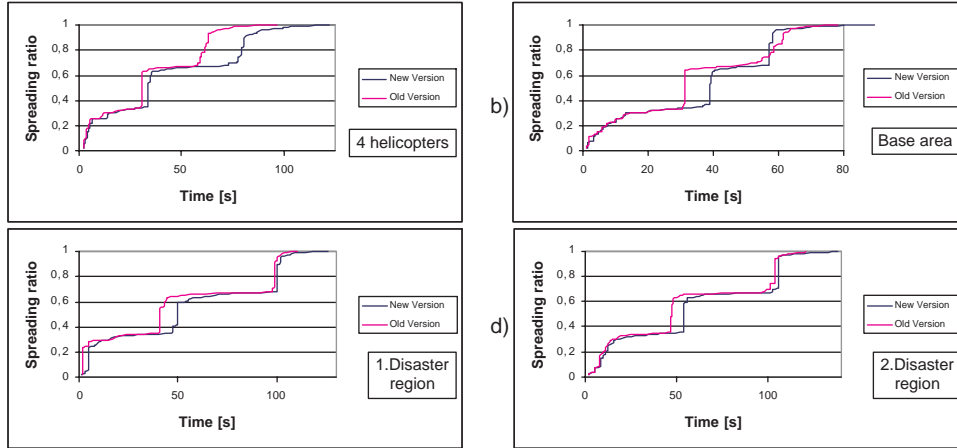 1
0,8
0,6
0,4
0,2
0
Spreading ratio
0 50 100
Time [s]
New Version
Old Version
4 helicopters
b)
1
0,8
0,6
0,4
0,2
0
Spreading ratio
0 20 40 60 80
Time [s]
New Version
Old Version
Base area
1
0,8
0,6
0,4
0,2
0
Spreading ratio
0 50 100
Time [s]
New Version
Old Version
1.Disaster
region
d)
1
0,8
0,6
0,4
0,2
0
Spreading ratio
0 50 100
Time [s]
New Version
Old Version
2.Disaster
region